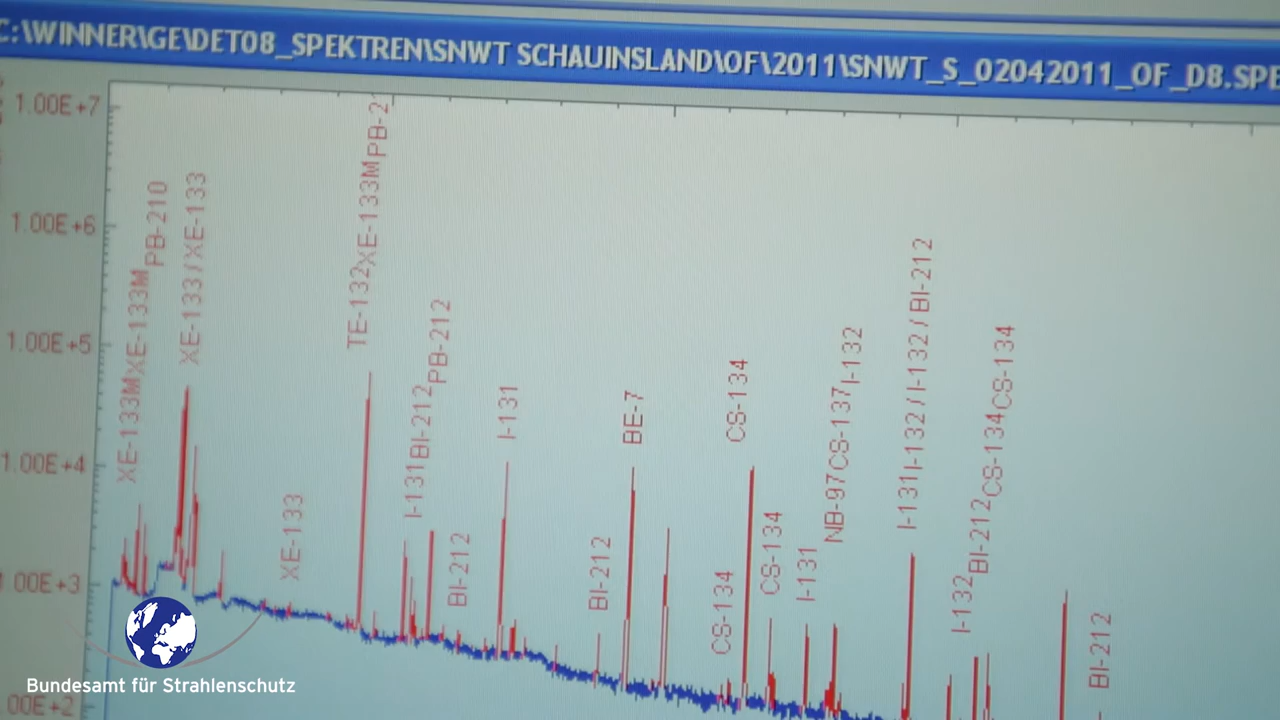 C:\WINNER\GE\DET08_SPEKTREN\SNWT SCHAUINSLAND\OF\2011\SNWT_S_02042011_OF_D8.SPE
1.00E+7
1.00E+6
1.00E+5
1.00E+4
1.00E+3
.00E+2
XE-133M
XE-133M
PB-210
XE-133 / XE-133
XE-133
TE-132
XE-133M
PB-2
I-131
BI-212
PB-212
BI-212
I-131
BI-212
BE-7
CS-134
CS-134
CS-134
I-131
NB-97
CS-137
I-132
I-131
I-132 / I-132 / BI-212
I-132
BI-212
CS-134
CS-134
BI-212
Bundesamt für Strahlenschutz